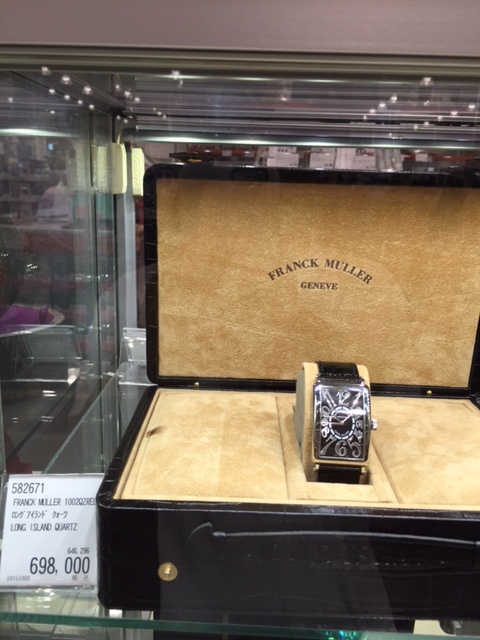 FRANCK MULLER
GENEVE
582671
FRANCK MULLER 1002QZREL
ロングアイランド クォーツ
LONG ISLAND QUARTZ
646,296
698,000
税込